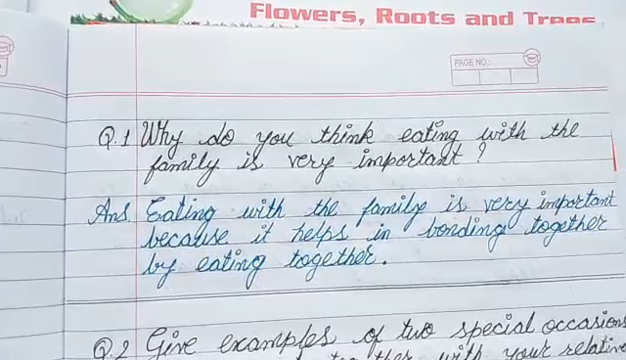 Flowers, Roots and Trees
PAGE NO.:
Q.1 Why do you think eating with the
family is very important?
Ans Eating with the family is very important
because it helps in bonding together
by eating together.
Q.2 Give examples of two special occasions
with your relative